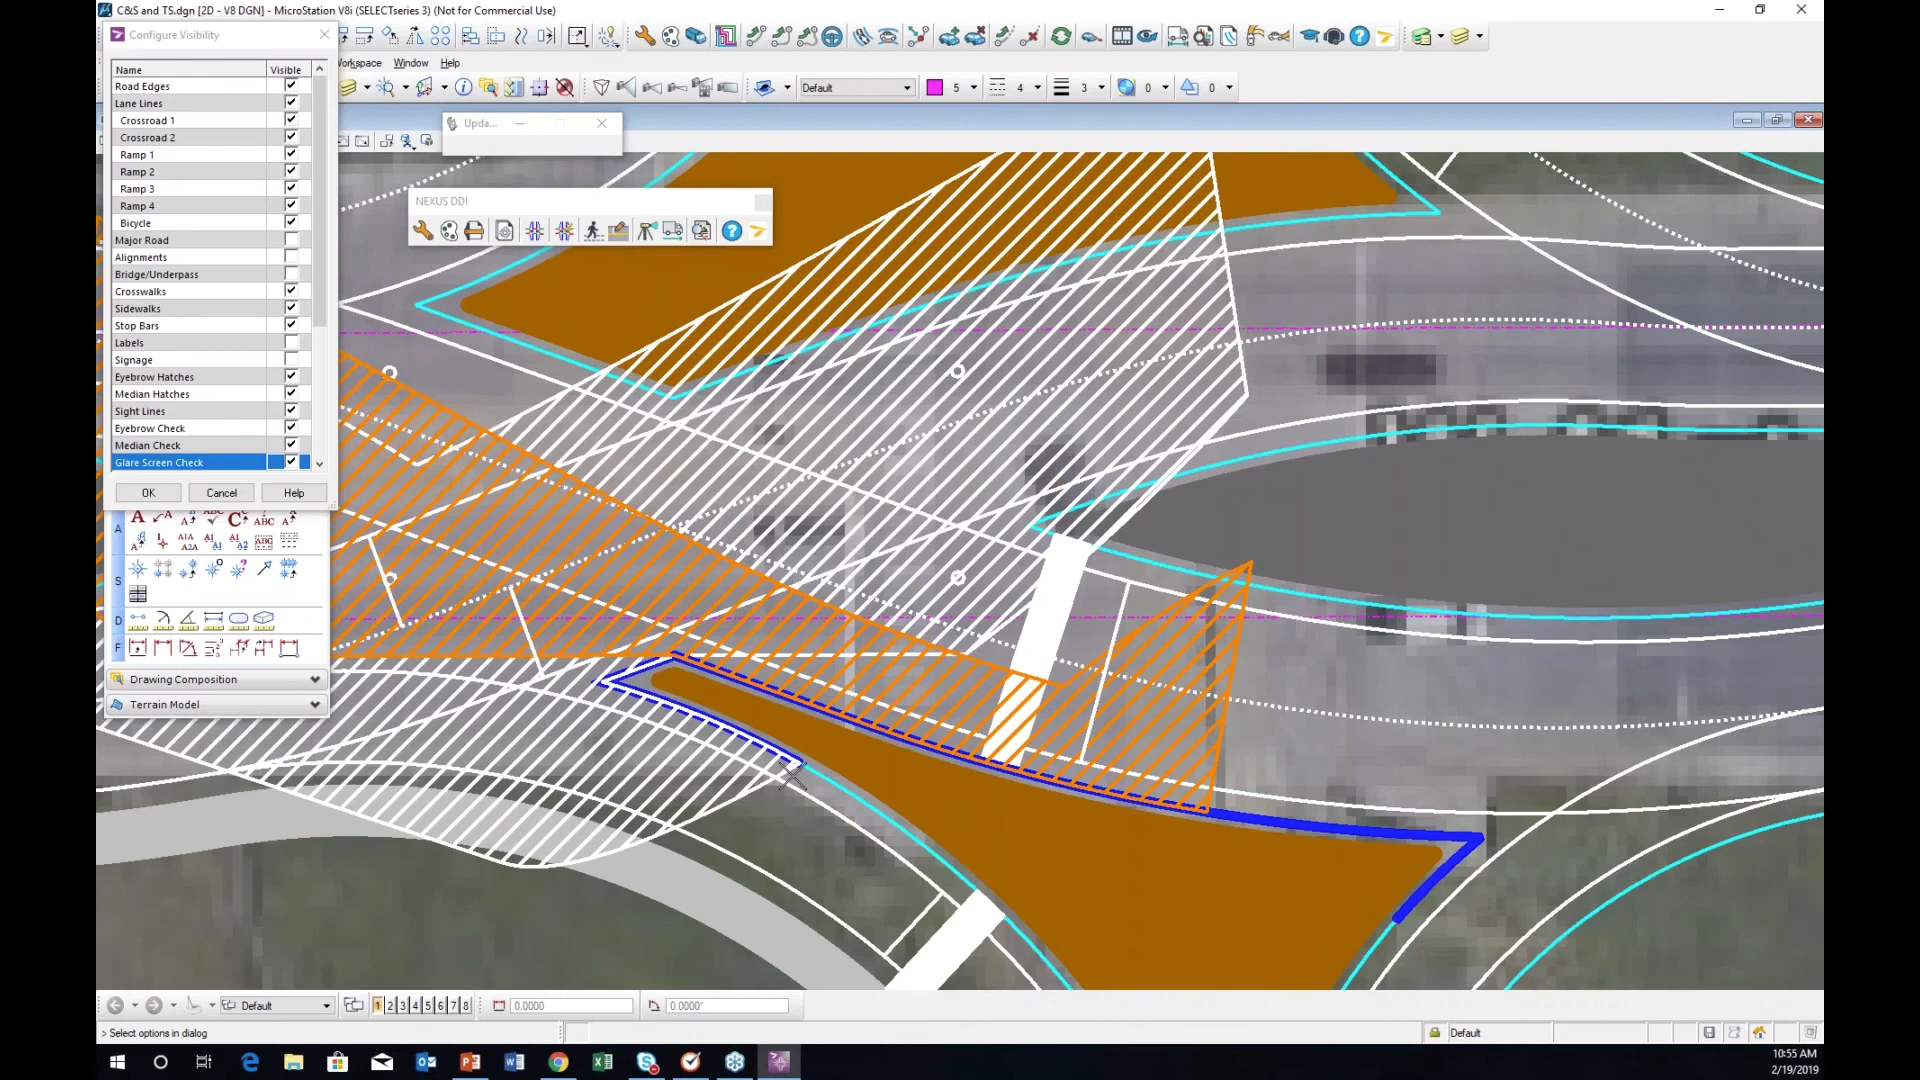 C&S and TS.dgn [2D - V8 DGN] - MicroStation V8i (SELECTseries 3) (Not for Commercial Use)
Configure Visibility
Workspace Window Help
Name Visible
Road Edges
Lane Lines
Crossroad 1
Crossroad 2
Ramp 1
Ramp 2
Ramp 3
Ramp 4
Bicycle
Major Road
Alignments
Bridge/Underpass
Crosswalks
Sidewalks
Stop Bars
Labels
Signage
Eyebrow Hatches
Median Hatches
Sight Lines
Eyebrow Check
Median Check
Glare Screen Check
OK Cancel Help
Default 5 4 3 0 0
Upda...
NEXUS DDI
A
S
D
F
Drawing Composition
Terrain Model
Default 1 2 3 4 5 6 7 8 0.0000 0.0000°
> Select options in dialog
Default
10:55 AM
2/19/2019